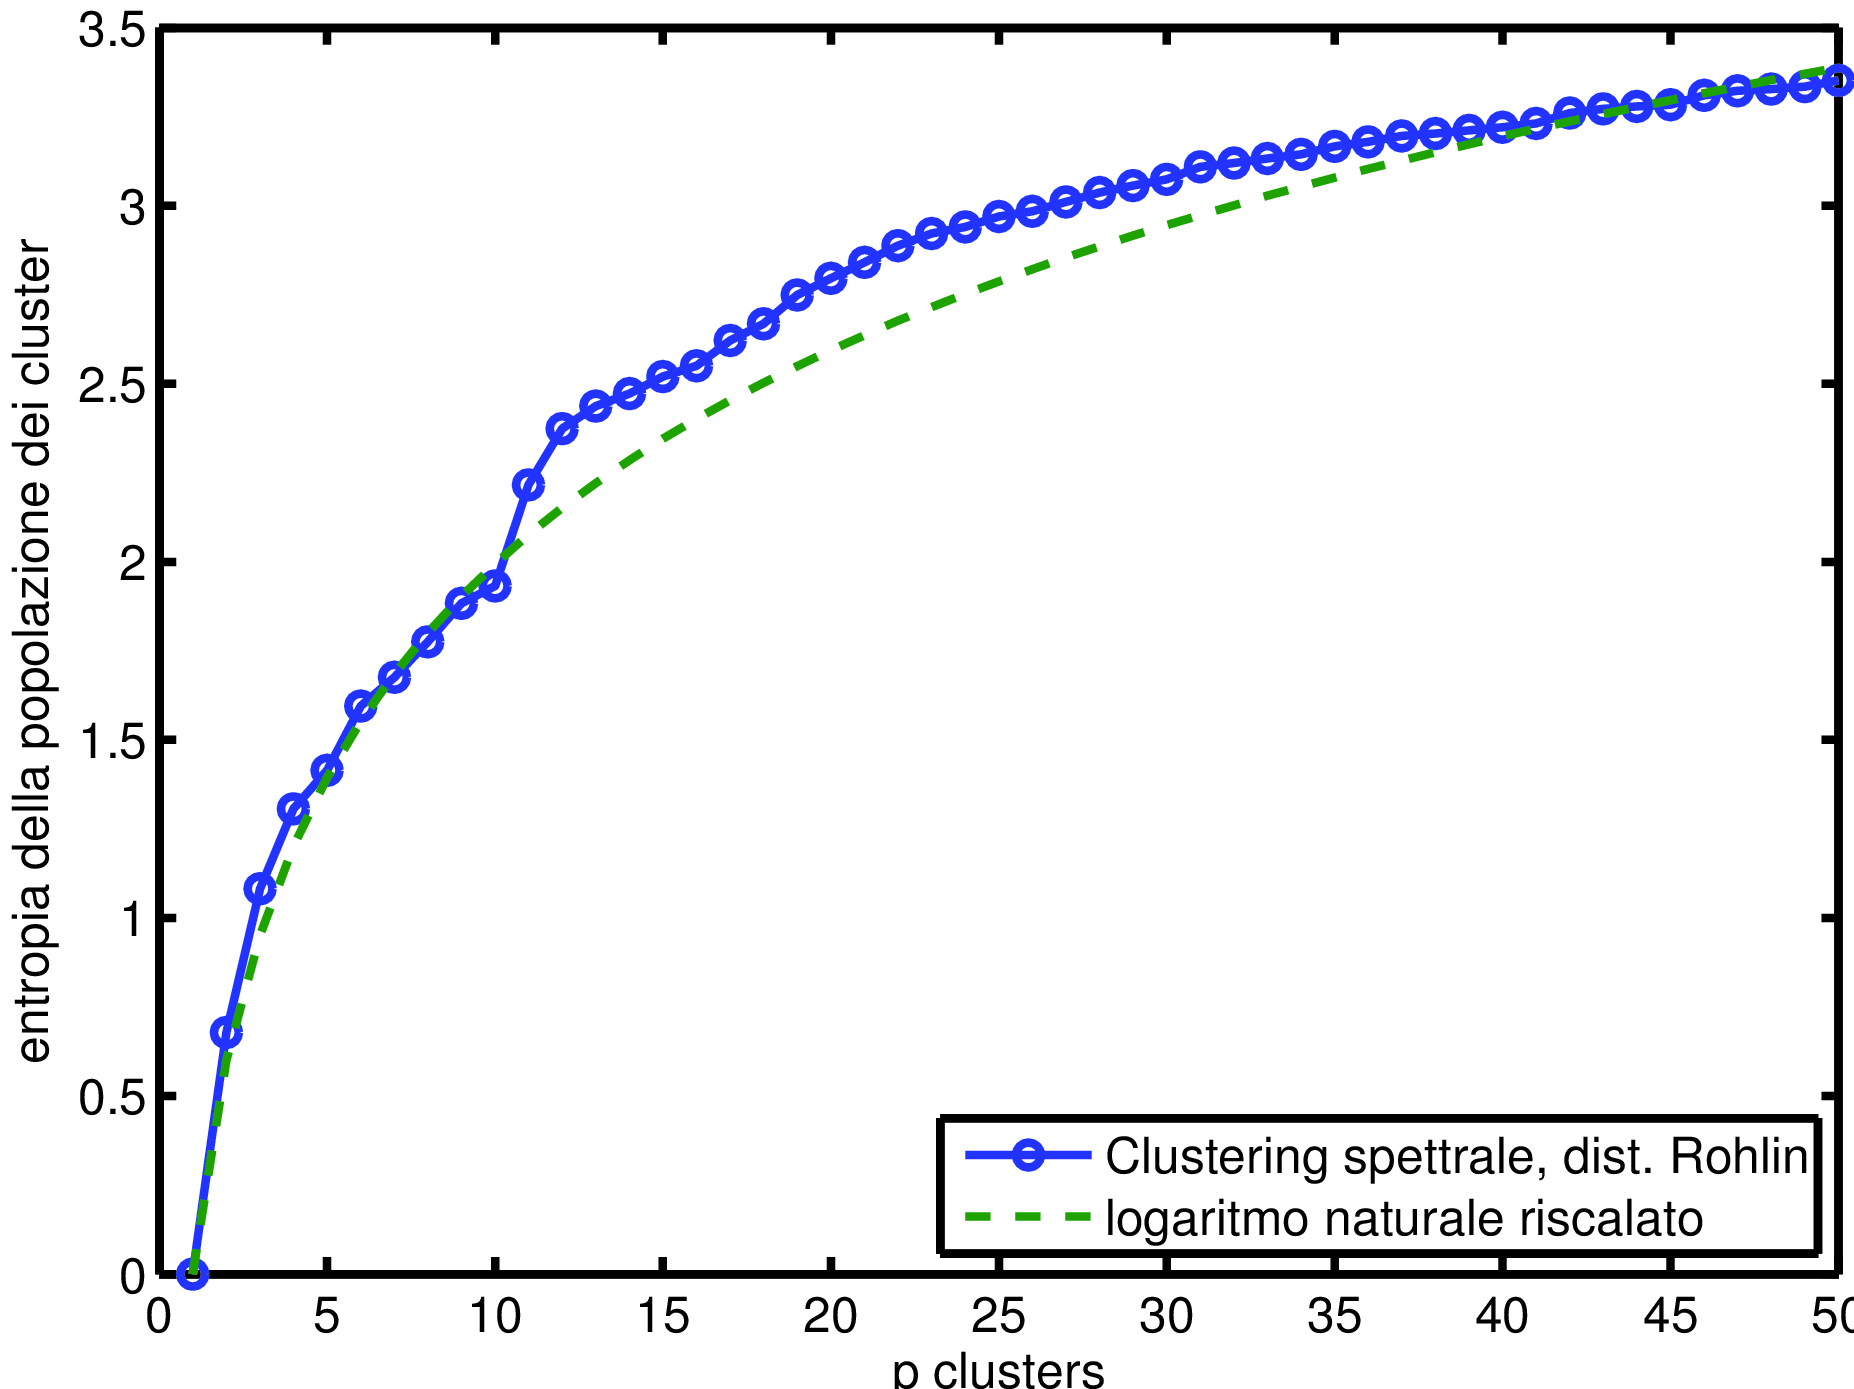 3.5
3
2.5
2
1.5
1
0.5
0
entropia della popolazione dei cluster
Clustering spettrale, dist. Rohlin
logaritmo naturale riscalato
0 5 10 15 20 25 30 35 40 45 50
p clusters